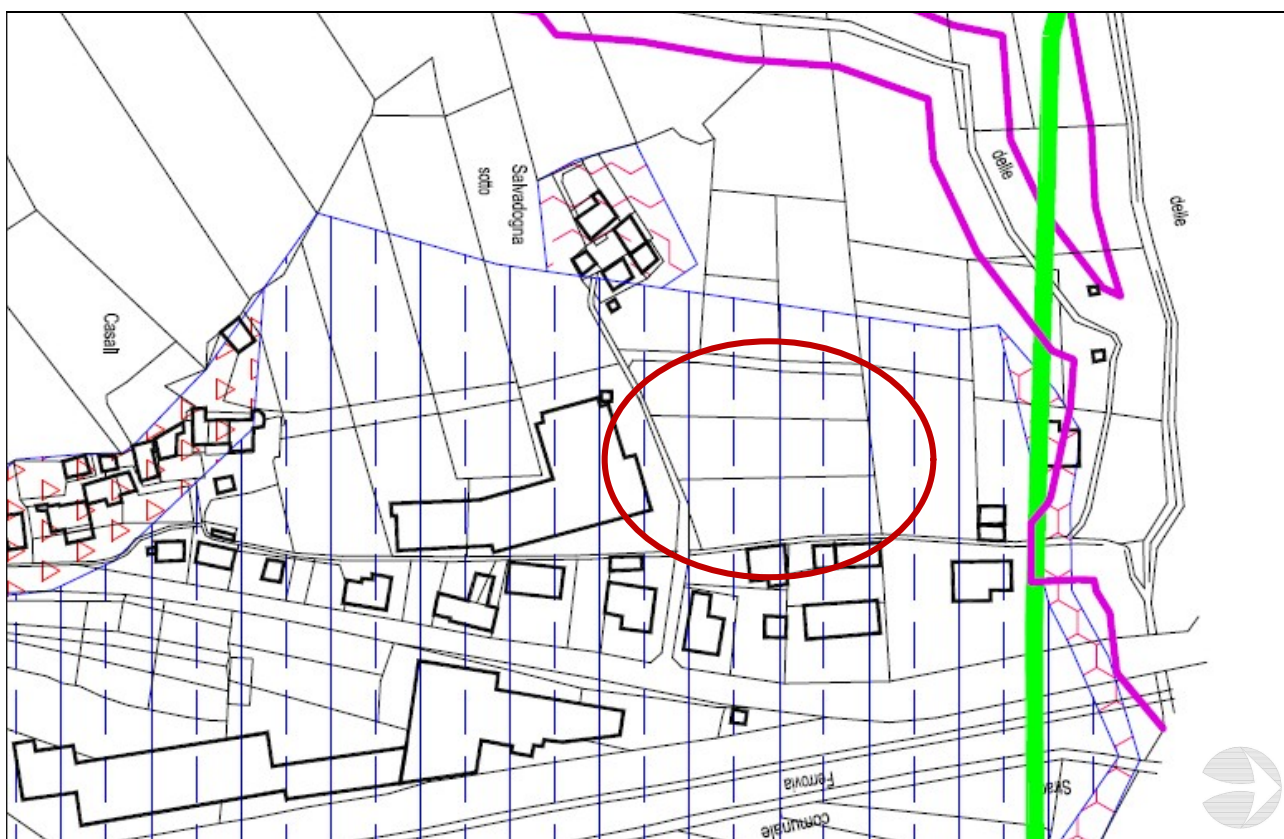 delle
delle
Salvadogna
sotto
Casali
Ferrovia
comunale